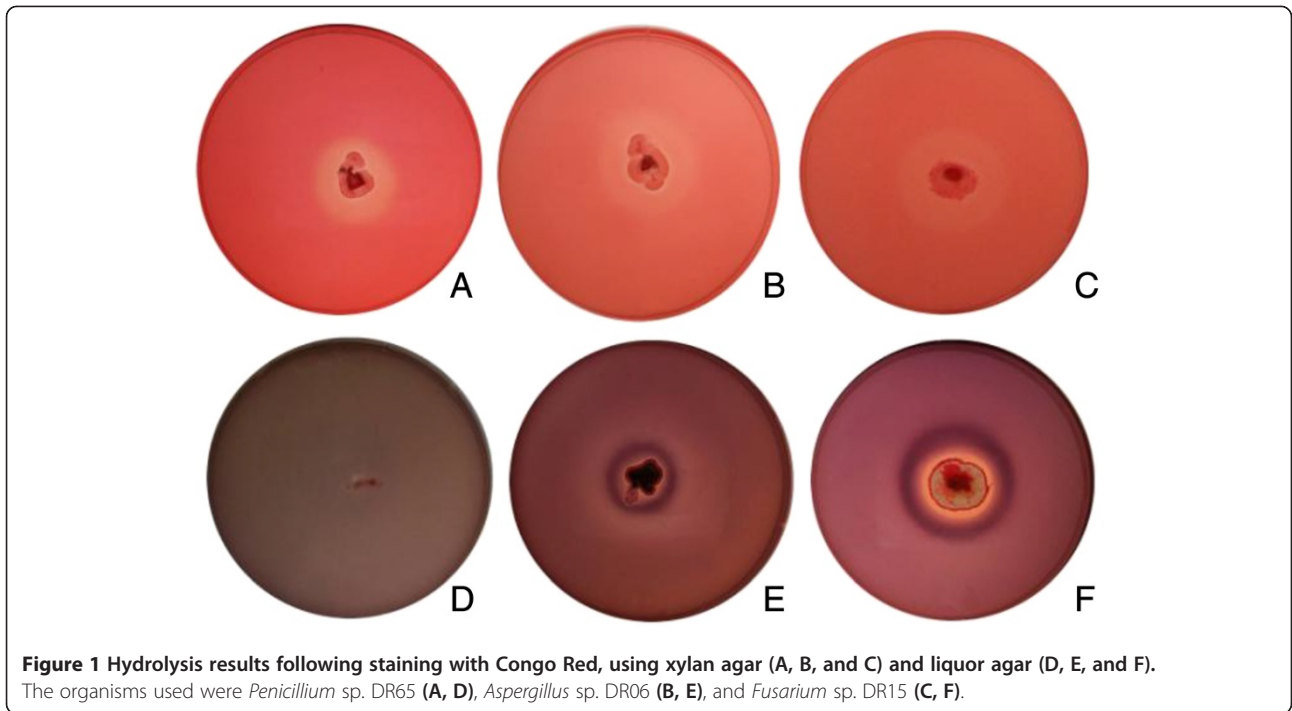 A
B
C
D
E
F
Figure 1 Hydrolysis results following staining with Congo Red, using xylan agar (A, B, and C) and liquor agar (D, E, and F).
The organisms used were Penicillium sp. DR65 (A, D), Aspergillus sp. DR06 (B, E), and Fusarium sp. DR15 (C, F).